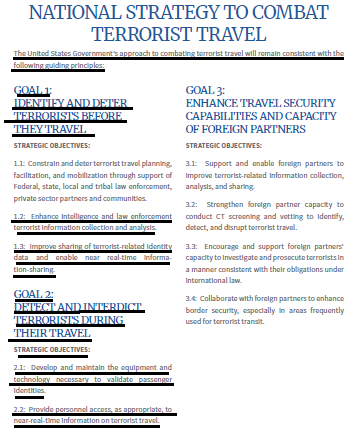 NATIONAL STRATEGY TO COMBAT
TERRORIST TRAVEL
The United States Government's approach to combating terrorist travel will remain consistent with the
following guiding principles:
GOAL 1:
IDENTIFY AND DETER
TERRORISTS BEFORE
THEY TRAVEL
STRATEGIC OBJECTIVES:
1.1: Constrain and deter terrorist travel planning,
facilitation, and mobilization through support of
Federal, state, local and tribal law enforcement,
private sector partners and communities.
1.2: Enhance intelligence and law enforcement
terrorist information collection and analysis.
1.3: Improve sharing of terrorist-related identity
data and enable near real-time informa-
tion-sharing.
GOAL 2:
DETECT AND INTERDICT
TERRORISTS DURING
THEIR TRAVEL
STRATEGIC OBJECTIVES:
2.1: Develop and maintain the equipment and
technology necessary to validate passenger
identities.
2.2: Provide personnel access, as appropriate, to
near-real-time information on terrorist travel.
GOAL 3:
ENHANCE TRAVEL SECURITY
CAPABILITIES AND CAPACITY
OF FOREIGN PARTNERS
STRATEGIC OBJECTIVES:
3.1: Support and enable foreign partners to
improve terrorist-related information collection,
analysis, and sharing.
3.2: Strengthen foreign partner capacity to
conduct CT screening and vetting to identify,
detect, and disrupt terrorist travel.
3.3: Encourage and support foreign partners'
capacity to investigate and prosecute terrorists in
a manner consistent with their obligations under
international law.
3.4: Collaborate with foreign partners to enhance
border security, especially in areas frequently
used for terrorist transit.